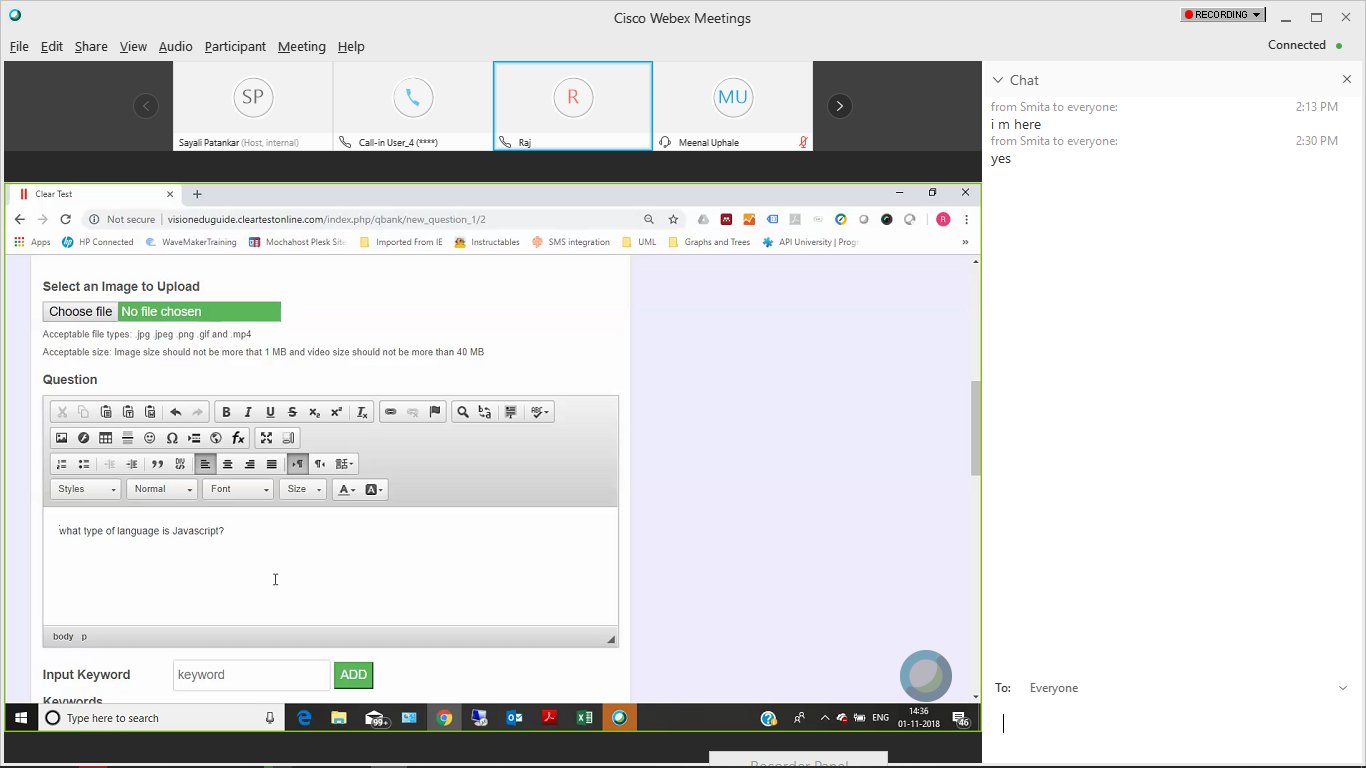 Cisco Webex Meetings
RECORDING
File Edit Share View Audio Participant Meeting Help
Connected
SP
R
MU
Sayali Patankar (Host, internal)
Call-in User_4 (****)
Raj
Meenal Uphale
Chat
from Smita to everyone: 2:13 PM
i m here
from Smita to everyone: 2:30 PM
yes
To: Everyone
Clear Test
Not secure visioneduguide.cleartestonline.com/index.php/qbank/new_question_1/2
R
Apps HP Connected WaveMakerTraining Mochahost Plesk Site Imported From IE Instructables SMS integration UML Graphs and Trees API University | Prog
Select an Image to Upload
Choose file No file chosen
Acceptable file types: .jpg .jpeg .png .gif and .mp4
Acceptable size: Image size should not be more that 1 MB and video size should not be more than 40 MB
Question
Styles Normal Font Size
what type of language is Javascript?
body p
Input Keyword keyword ADD
Keywords
Type here to search
99+
ENG
14:36
01-11-2018
46
Recorder Panel